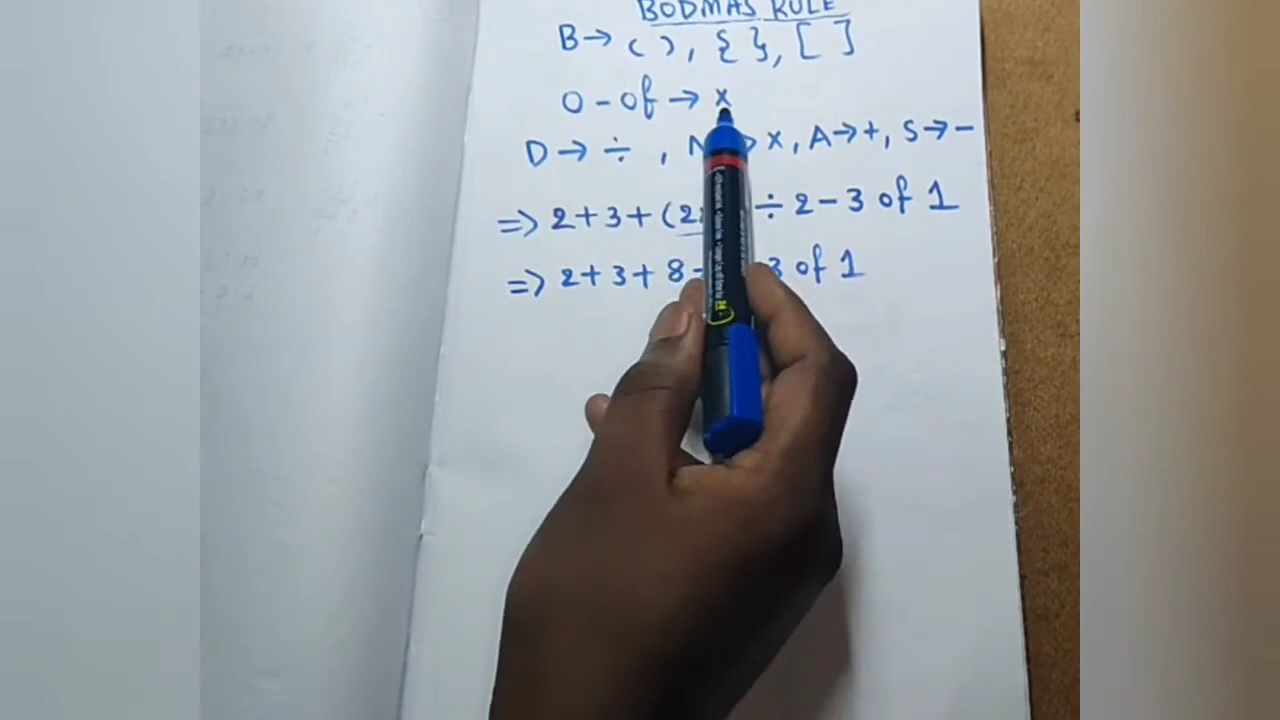 BODMAS RULE
B→ ( ), { }, [ ]
O - of → x
D → ÷ , → x, A→+, S→-
=> 2+3+(2 ÷ 2-3 of 1
=> 2+3+8 3 of 1